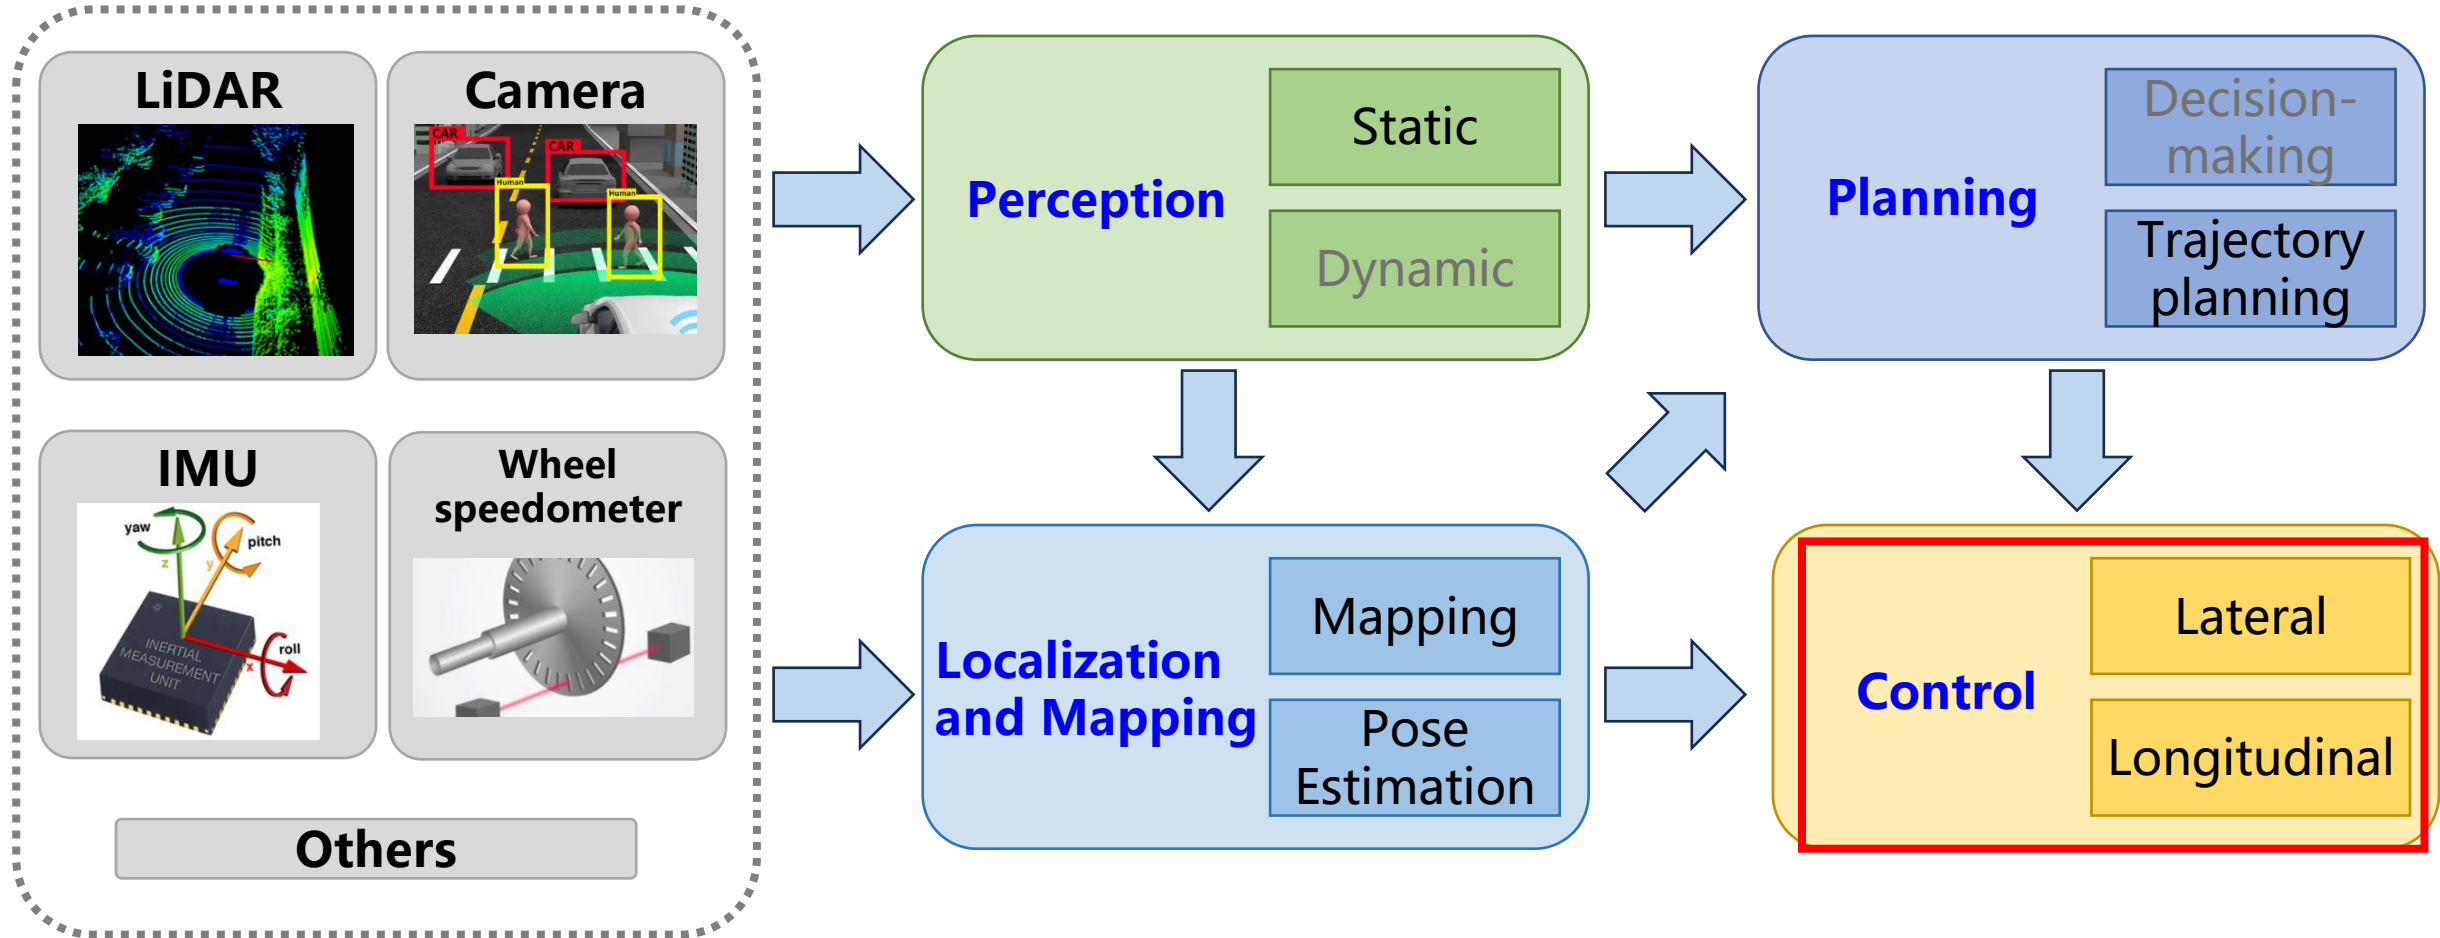 LiDAR
Camera
CAR
CAR
Human
Human
IMU
yaw
pitch
z
y
roll
x
INERTIAL
MEASUREMENT
UNIT
Wheel
speedometer
Others
Perception
Static
Dynamic
Planning
Decision-
making
Trajectory
planning
Localization
and Mapping
Mapping
Pose
Estimation
Control
Lateral
Longitudinal